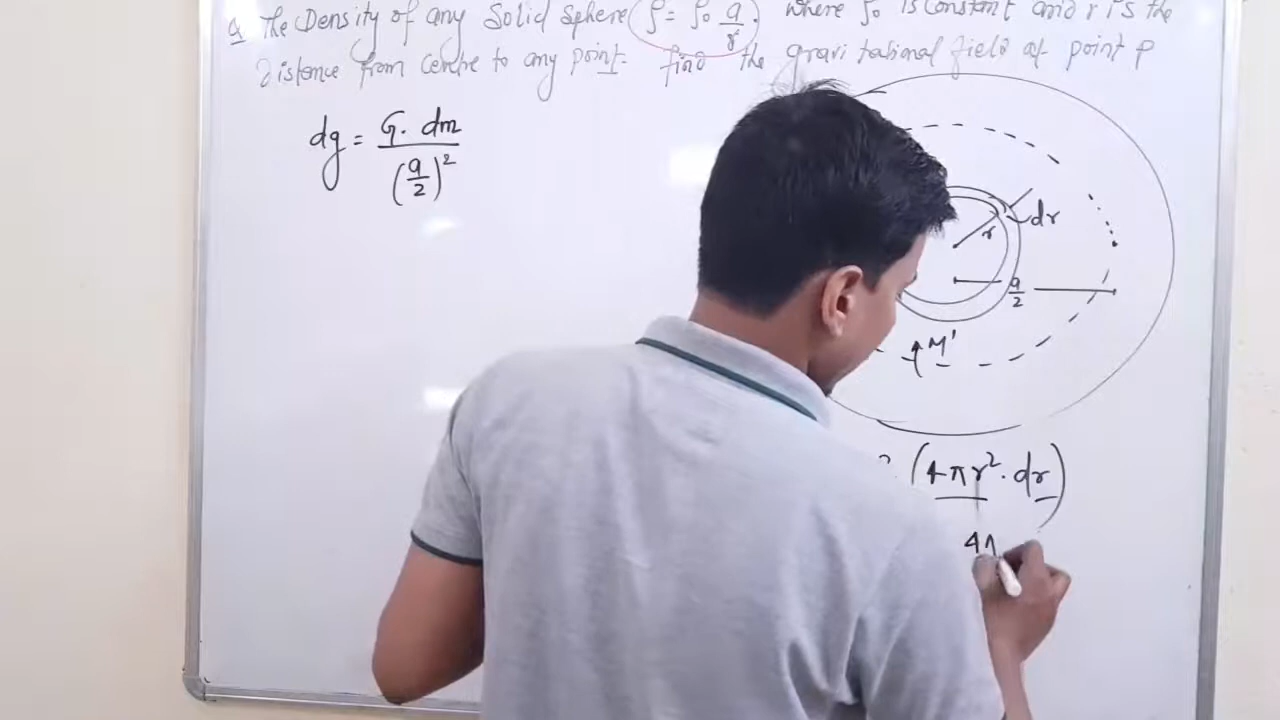 Q The Density of any Solid Sphere ρ = ρ₀ a/r. where ρ₀ is constant and r is the
Distance from centre to any point. find the gravitational field at point P
dg = G. dm / (a/2)²
dr
r
a/2
M'
(4πr². dr)
4π